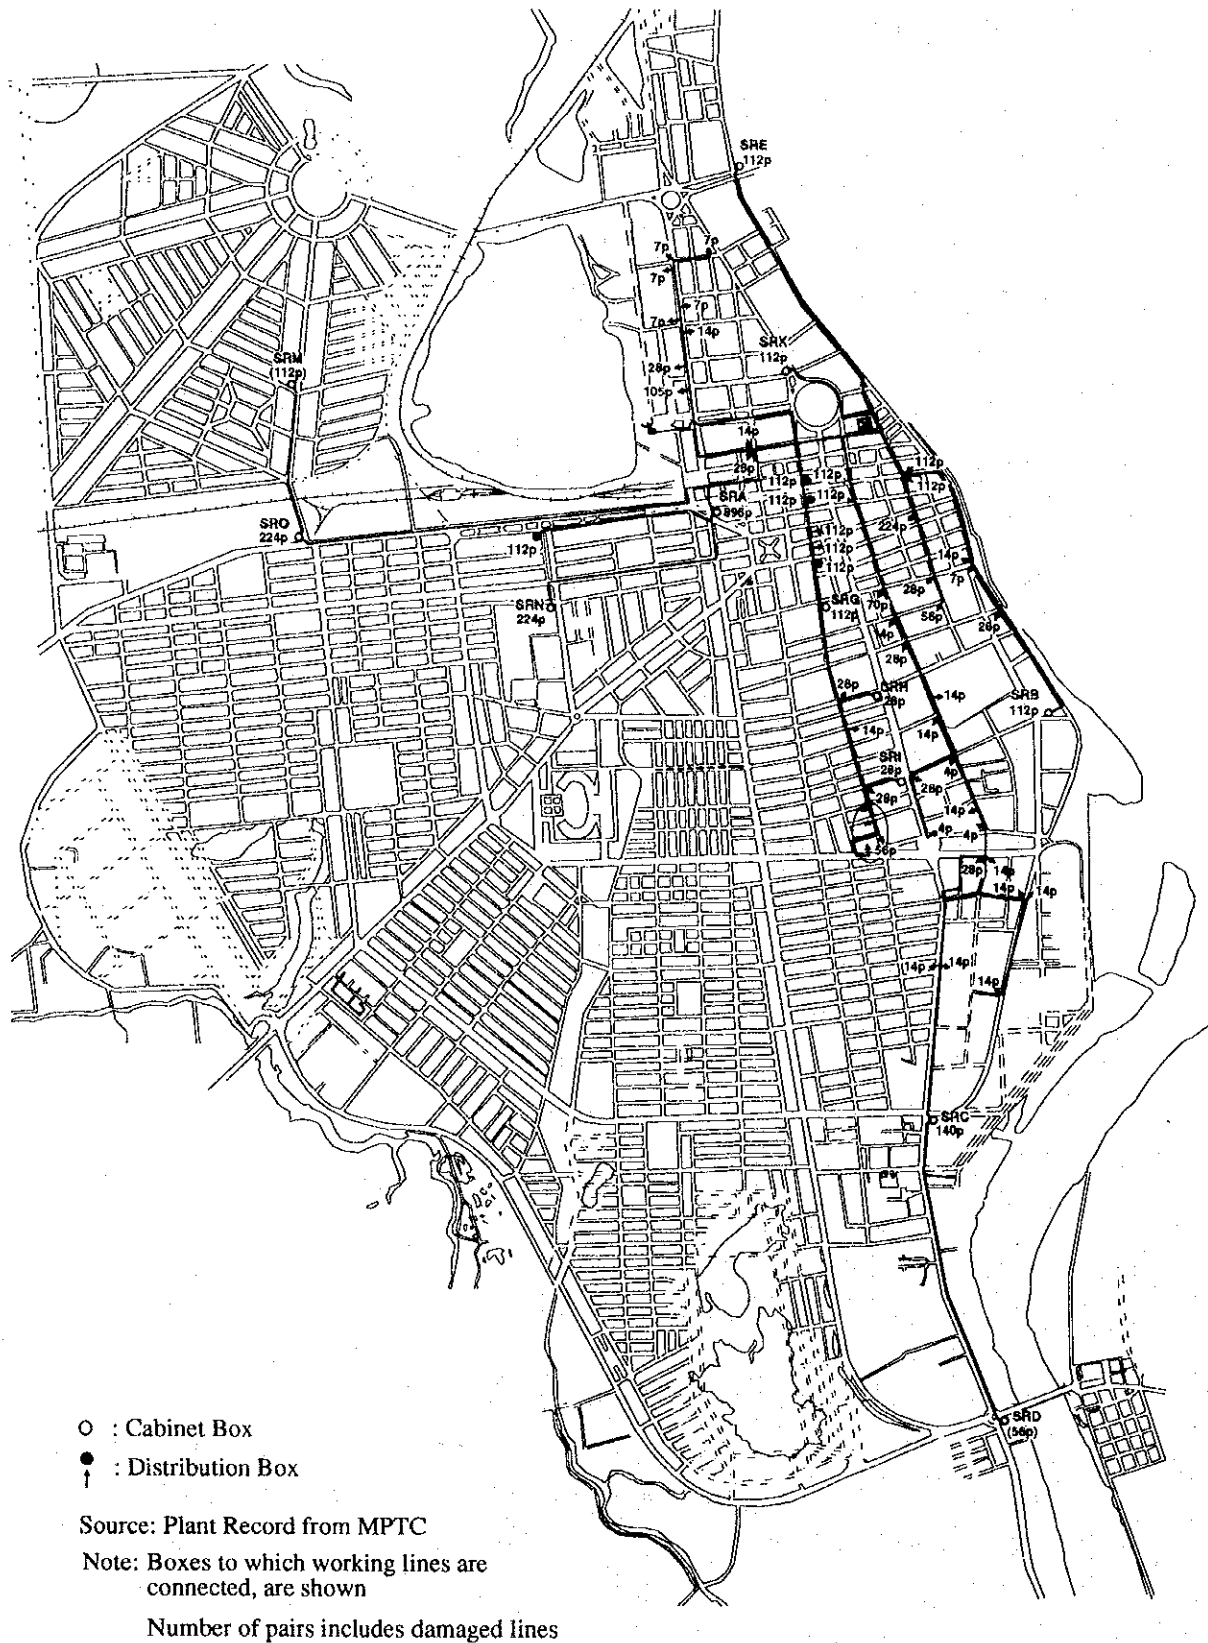 SRE
112p
7p
7p
7p
7p
7p
14p
SRX
112p
28p
105p
SRM
(112p)
14p
28p
112p
112p
112p
112p
SRA
896p
112p
112p
SRO
224p
112p
224p
112p
112p
112p
14p
7p
28p
SRN
224p
SRG
112p
70p
56p
28p
28p
28p
SRH
28p
14p
SRB
112p
14p
14p
SRI
28p
4p
28p
28p
14p
4p
4p
56p
28p
14p
14p
14p
14p
14p
14p
SRC
140p
SRD
(56p)
: Cabinet Box
: Distribution Box
Source: Plant Record from MPTC
Note: Boxes to which working lines are
connected, are shown
Number of pairs includes damaged lines